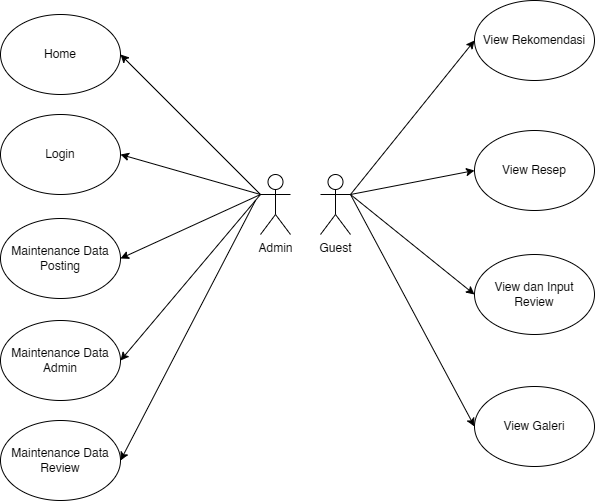 Home
Login
Maintenance Data
Posting
Maintenance Data
Admin
Maintenance Data
Review
Admin
Guest
View Rekomendasi
View Resep
View dan Input
Review
View Galeri